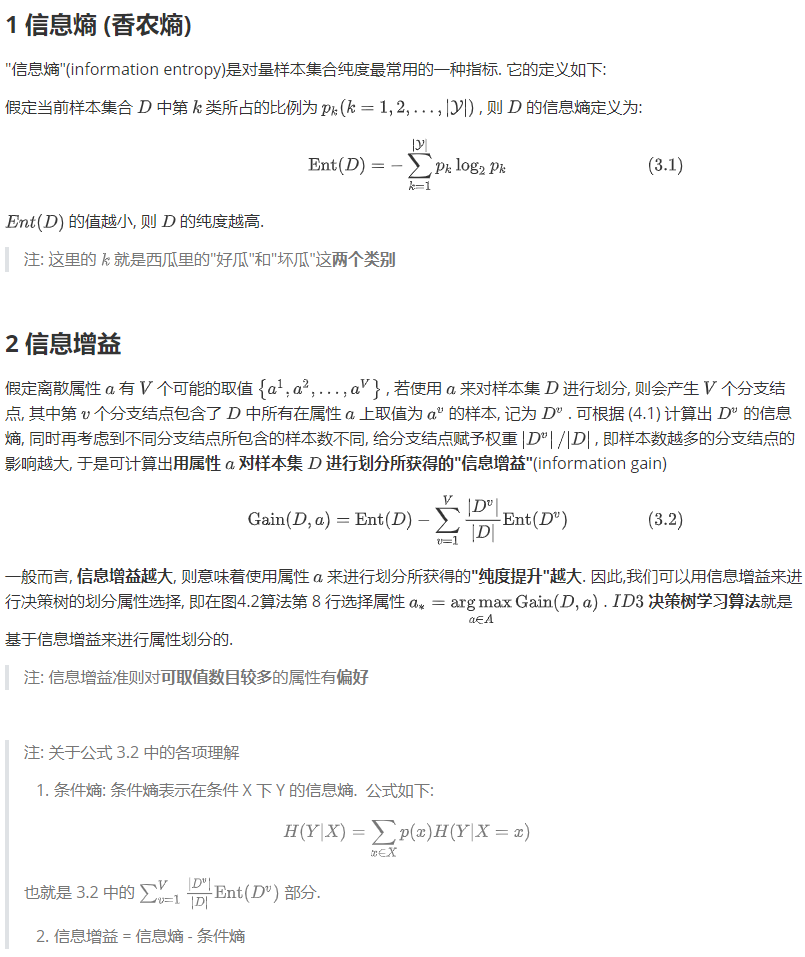 1 信息熵 (香农熵)
"信息熵"(information entropy)是对量样本集合纯度最常用的一种指标. 它的定义如下:
假定当前样本集合 D 中第 k 类所占的比例为 p_k(k = 1, 2, . . . , |𝒴|) , 则 D 的信息熵定义为:
Ent(D) = −∑_{k=1}^{|𝒴|} p_k log_2 p_k (3.1)
Ent(D) 的值越小, 则 D 的纯度越高.
注: 这里的 k 就是西瓜里的"好瓜"和"坏瓜"这两个类别
2 信息增益
假定离散属性 a 有 V 个可能的取值 {a^1, a^2, . . . , a^V} , 若使用 a 来对样本集 D 进行划分, 则会产生 V 个分支结
点, 其中第 v 个分支结点包含了 D 中所有在属性 a 上取值为 a^v 的样本, 记为 D^v . 可根据 (4.1) 计算出 D^v 的信息
熵, 同时再考虑到不同分支结点所包含的样本数不同, 给分支结点赋予权重 |D^v| / |D| , 即样本数越多的分支结点的
影响越大, 于是可计算出用属性 a 对样本集 D 进行划分所获得的"信息增益"(information gain)
Gain(D, a) = Ent(D) − ∑_{v=1}^{V} |D^v|/|D| Ent(D^v) (3.2)
一般而言, 信息增益越大, 则意味着使用属性 a 来进行划分所获得的"纯度提升"越大. 因此,我们可以用信息增益来进
行决策树的划分属性选择, 即在图4.2算法第 8 行选择属性 a_* = arg max_{a∈A} Gain(D, a) . ID3 决策树学习算法就是
基于信息增益来进行属性划分的.
注: 信息增益准则对可取值数目较多的属性有偏好
注: 关于公式 3.2 中的各项理解
1. 条件熵: 条件熵表示在条件 X 下 Y 的信息熵. 公式如下:
H(Y|X) = ∑_{x∈X} p(x)H(Y|X = x)
也就是 3.2 中的 ∑_{v=1}^{V} |D^v|/|D| Ent(D^v) 部分.
2. 信息增益 = 信息熵 - 条件熵